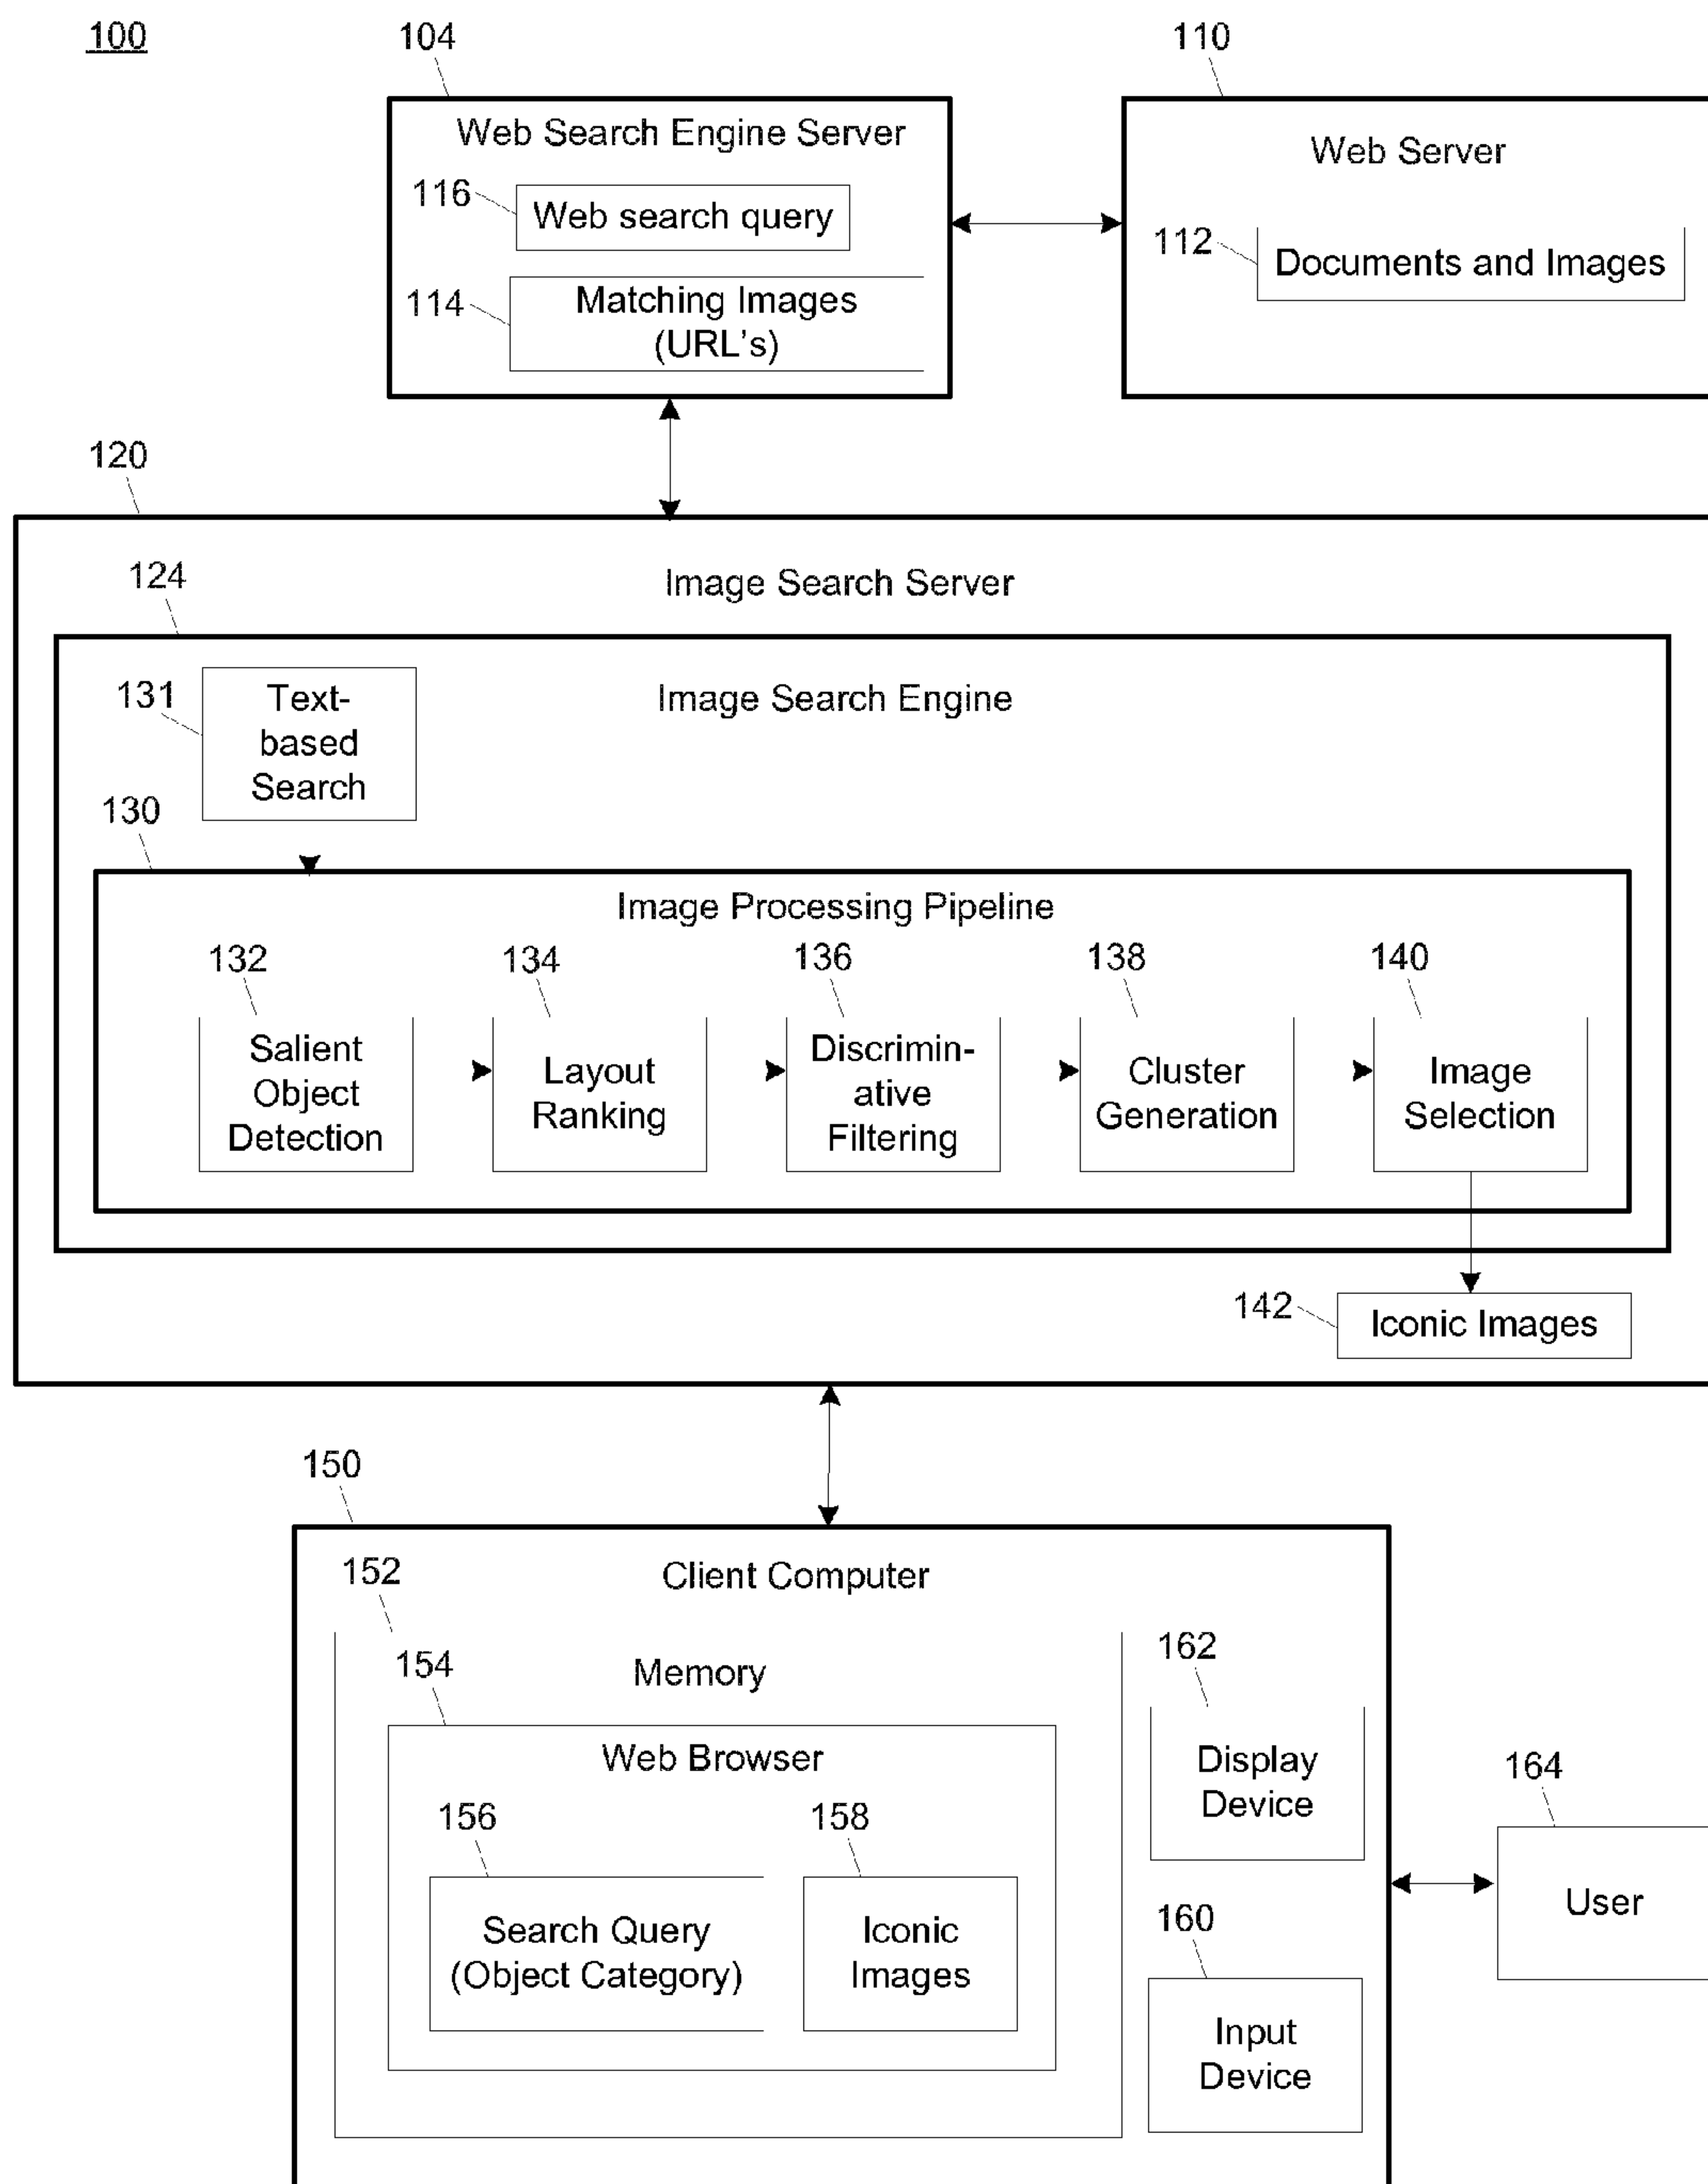 100
104
110
Web Search Engine Server
116
Web search query
114
Matching Images
(URL's)
Web Server
112
Documents and Images
120
Image Search Server
124
Image Search Engine
131
Text-
based
Search
130
Image Processing Pipeline
132
134
136
138
140
Salient
Object
Detection
Layout
Ranking
Discrimin-
ative
Filtering
Cluster
Generation
Image
Selection
142
Iconic Images
150
Client Computer
152
Memory
154
Web Browser
156
Search Query
(Object Category)
158
Iconic
Images
162
Display
Device
160
Input
Device
164
User